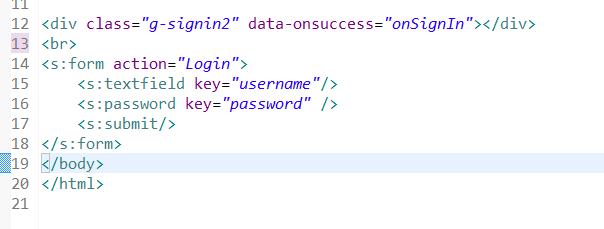 11
12 <div class="g-signin2" data-onsuccess="onSignIn"></div>
13 <br>
14 <s:form action="Login">
15     <s:textfield key="username"/>
16     <s:password key="password" />
17     <s:submit/>
18 </s:form>
19 </body>
20 </html>
21